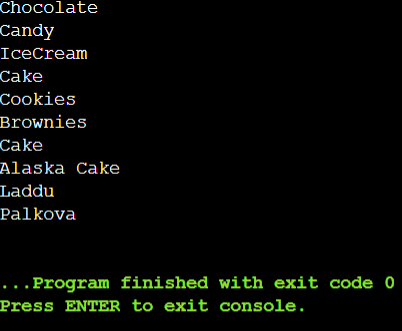 Chocolate
Candy
IceCream
Cake
Cookies
Brownies
Cake
Alaska Cake
Laddu
Palkova
...Program finished with exit code 0
Press ENTER to exit console.